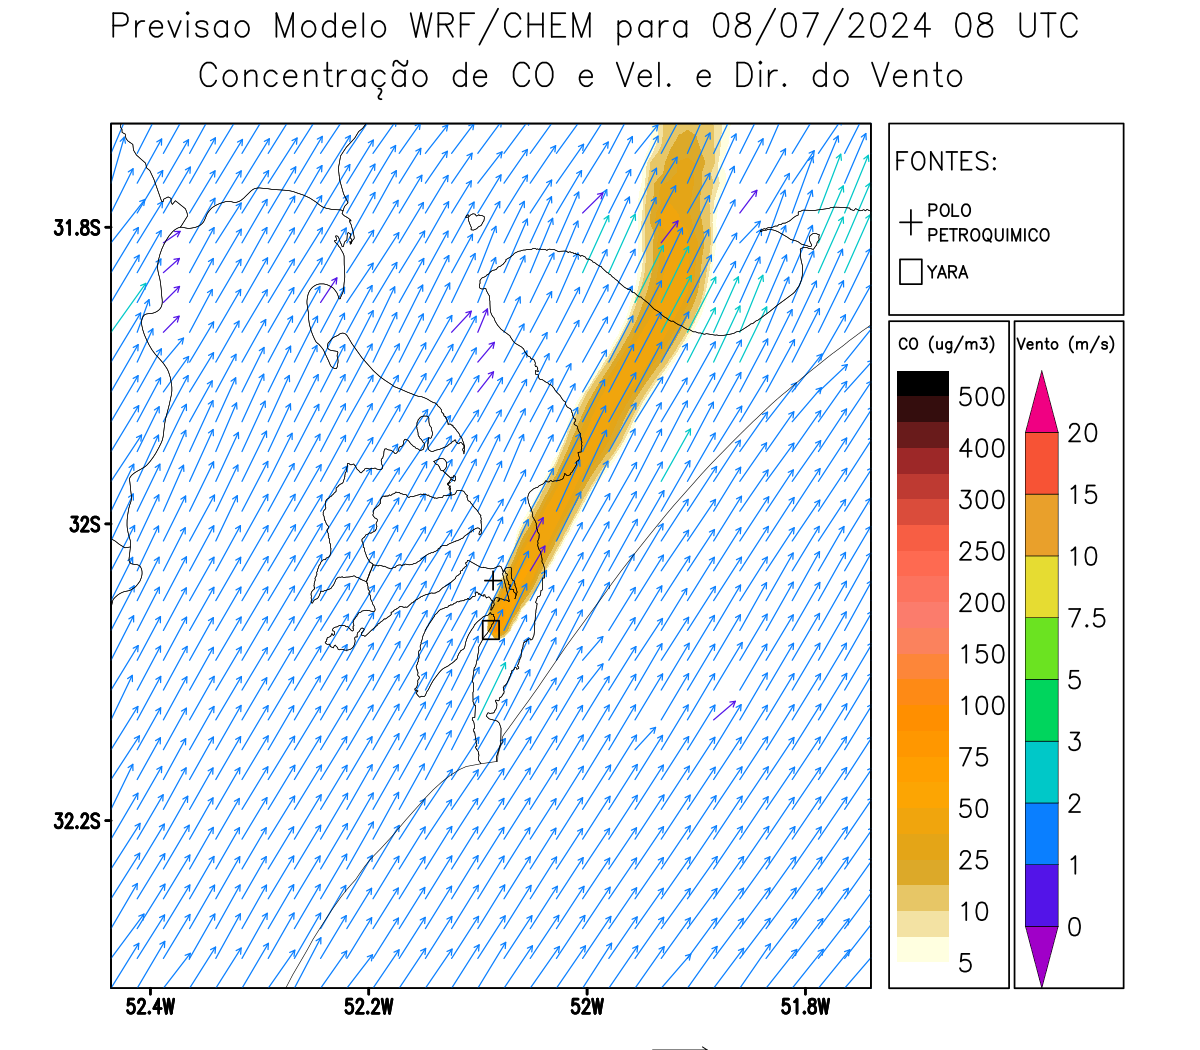 Previsao Modelo WRF/CHEM para 08/07/2024 08 UTC
Concentração de CO e Vel. e Dir. do Vento
FONTES:
POLO
PETROQUIMICO
YARA
31.8S
32S
32.2S
52.4W
52.2W
52W
51.8W
CO (ug/m3)
500
400
300
250
200
150
100
75
50
25
10
5
Vento (m/s)
20
15
10
7.5
5
3
2
1
0